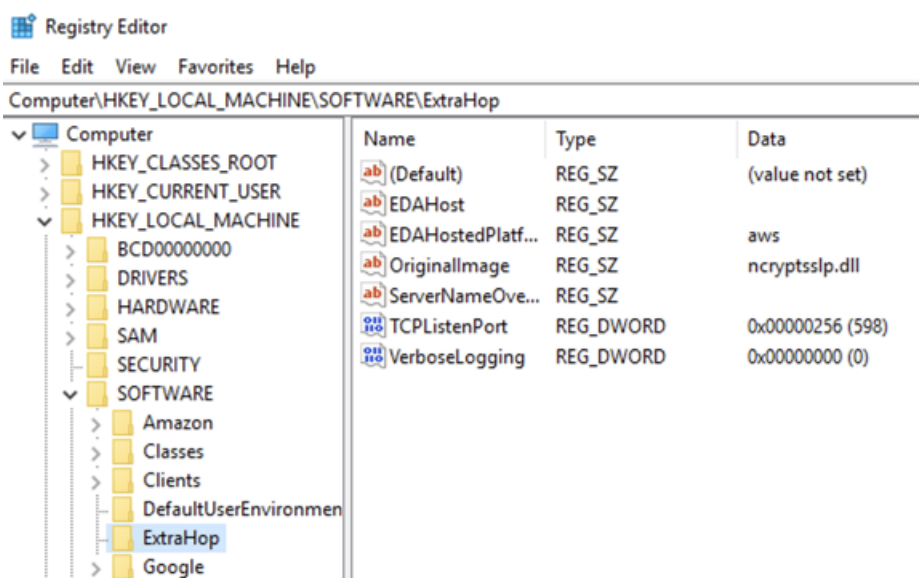 Registry Editor
File Edit View Favorites Help
Computer\HKEY_LOCAL_MACHINE\SOFTWARE\ExtraHop
Computer
HKEY_CLASSES_ROOT
HKEY_CURRENT_USER
HKEY_LOCAL_MACHINE
BCD00000000
DRIVERS
HARDWARE
SAM
SECURITY
SOFTWARE
Amazon
Classes
Clients
DefaultUserEnvironmen
ExtraHop
Google
Name Type Data
(Default) REG_SZ (value not set)
EDAHost REG_SZ
EDAHostedPlatf... REG_SZ aws
OriginalImage REG_SZ ncryptsslp.dll
ServerNameOve... REG_SZ
TCPListenPort REG_DWORD 0x00000256 (598)
VerboseLogging REG_DWORD 0x00000000 (0)